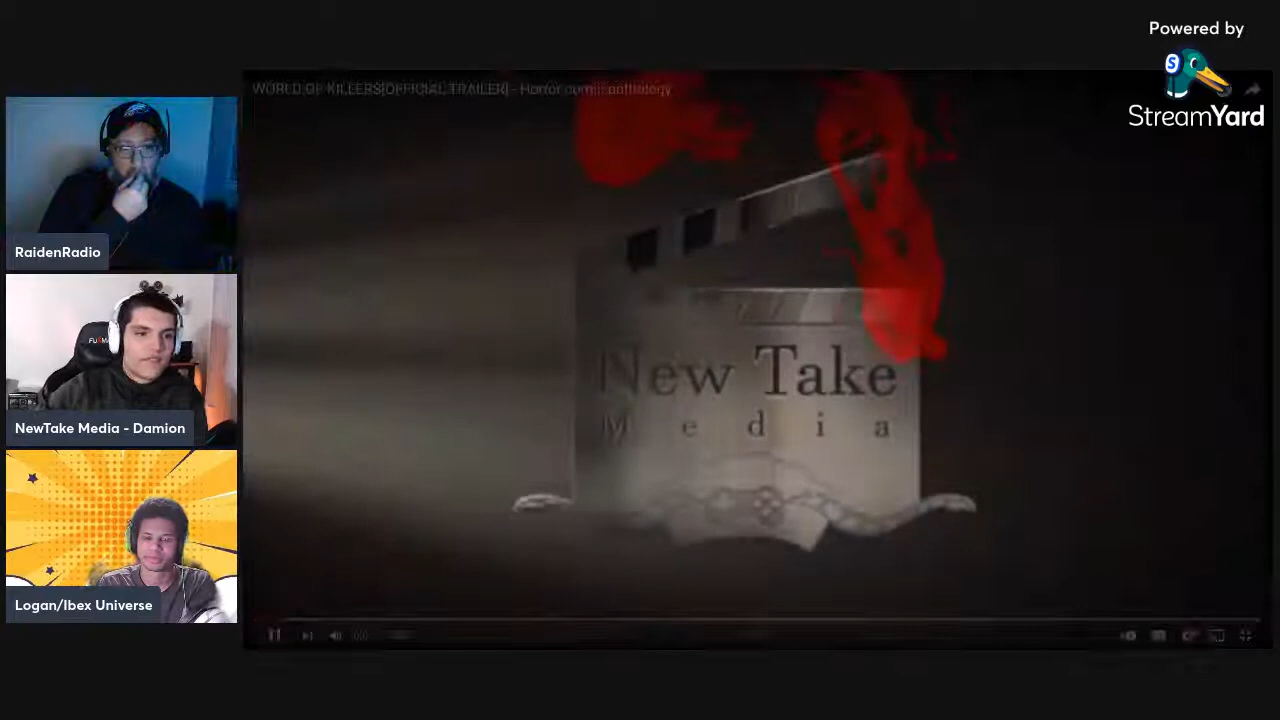 Powered by
StreamYard
WORLD OF KILLERS[OFFICIAL TRAILER] - Horror comic anthology
RaidenRadio
New Take
Media
NewTake Media - Damion
Logan/Ibex Universe